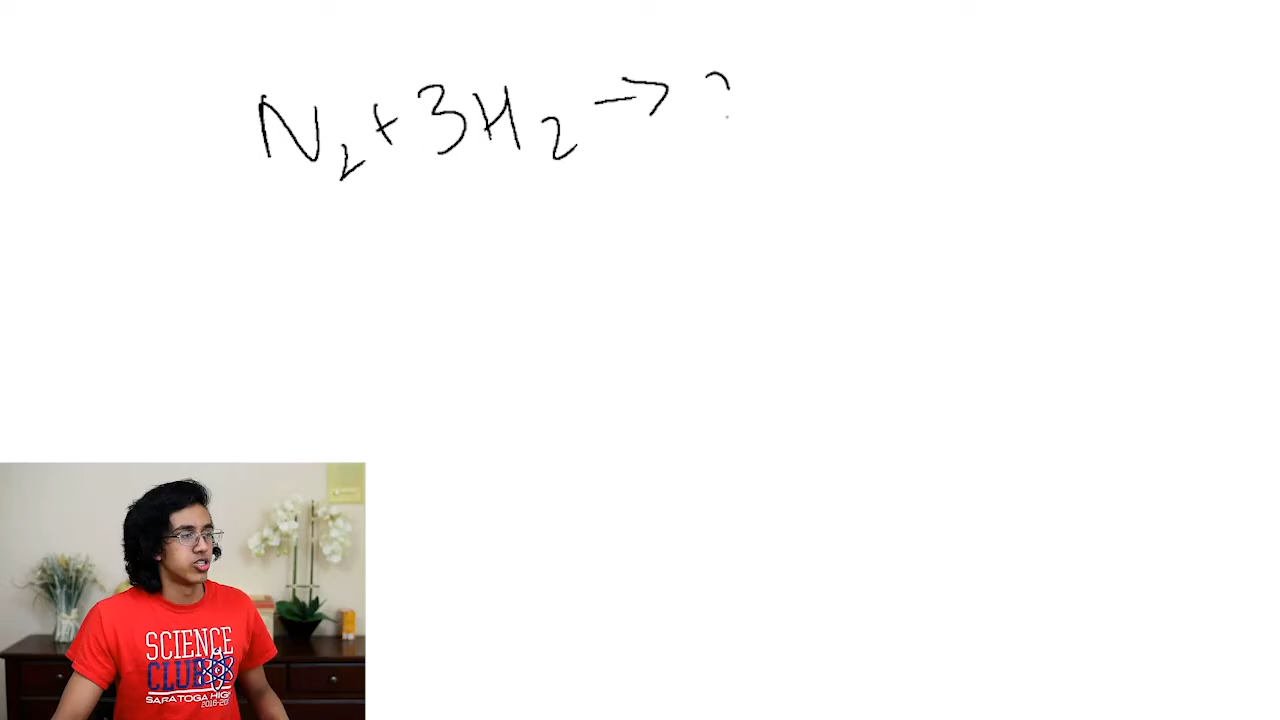 N₂+3H₂→?
SCIENCE
CLUB
SARATOGA HIGH